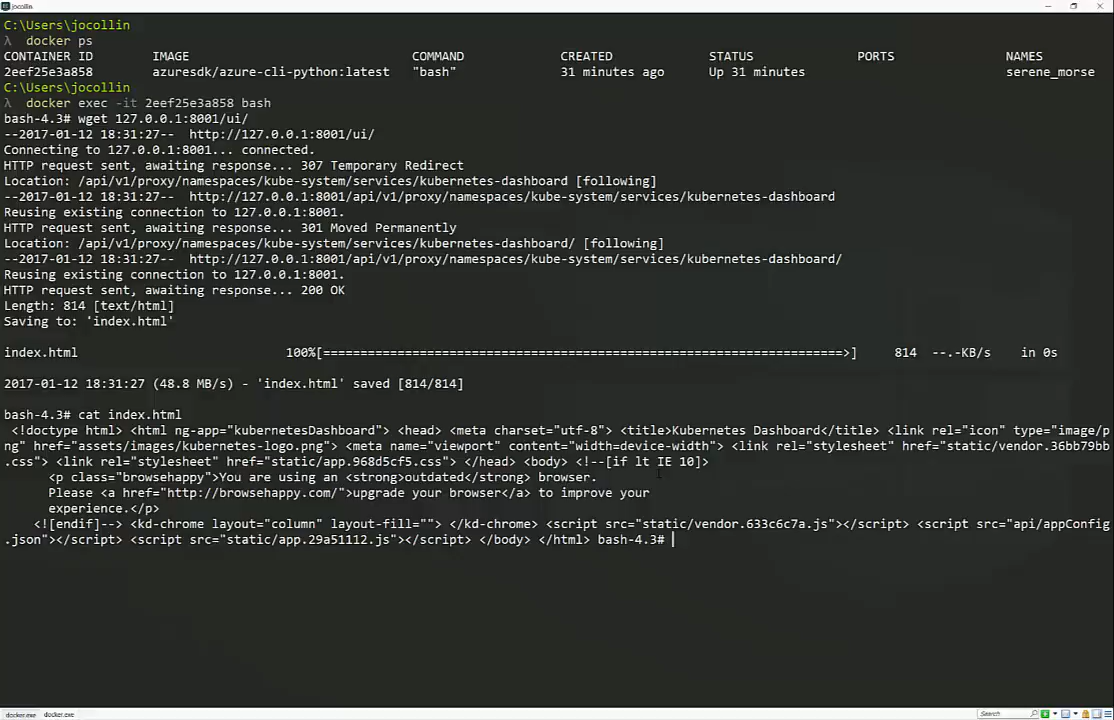 jocollin
C:\Users\jocollin
λ docker ps
CONTAINER ID IMAGE COMMAND CREATED STATUS PORTS NAMES
2eef25e3a858 azuresdk/azure-cli-python:latest "bash" 31 minutes ago Up 31 minutes serene_morse
C:\Users\jocollin
λ docker exec -it 2eef25e3a858 bash
bash-4.3# wget 127.0.0.1:8001/ui/
--2017-01-12 18:31:27-- http://127.0.0.1:8001/ui/
Connecting to 127.0.0.1:8001... connected.
HTTP request sent, awaiting response... 307 Temporary Redirect
Location: /api/v1/proxy/namespaces/kube-system/services/kubernetes-dashboard [following]
--2017-01-12 18:31:27-- http://127.0.0.1:8001/api/v1/proxy/namespaces/kube-system/services/kubernetes-dashboard
Reusing existing connection to 127.0.0.1:8001.
HTTP request sent, awaiting response... 301 Moved Permanently
Location: /api/v1/proxy/namespaces/kube-system/services/kubernetes-dashboard/ [following]
--2017-01-12 18:31:27-- http://127.0.0.1:8001/api/v1/proxy/namespaces/kube-system/services/kubernetes-dashboard/
Reusing existing connection to 127.0.0.1:8001.
HTTP request sent, awaiting response... 200 OK
Length: 814 [text/html]
Saving to: 'index.html'
index.html 100%[=======================================================================>] 814 --.-KB/s in 0s
2017-01-12 18:31:27 (48.8 MB/s) - 'index.html' saved [814/814]
bash-4.3# cat index.html
<!doctype html> <html ng-app="kubernetesDashboard"> <head> <meta charset="utf-8"> <title>Kubernetes Dashboard</title> <link rel="icon" type="image/p
ng" href="assets/images/kubernetes-logo.png"> <meta name="viewport" content="width=device-width"> <link rel="stylesheet" href="static/vendor.36bb79bb
.css"> <link rel="stylesheet" href="static/app.968d5cf5.css"> </head> <body> <!--[if lt IE 10]>
<p class="browsehappy">You are using an <strong>outdated</strong> browser.
Please <a href="http://browsehappy.com/">upgrade your browser</a> to improve your
experience.</p>
<![endif]--> <kd-chrome layout="column" layout-fill=""> </kd-chrome> <script src="static/vendor.633c6c7a.js"></script> <script src="api/appConfig
.json"></script> <script src="static/app.29a51112.js"></script> </body> </html> bash-4.3#
docker.exe docker.exe Search